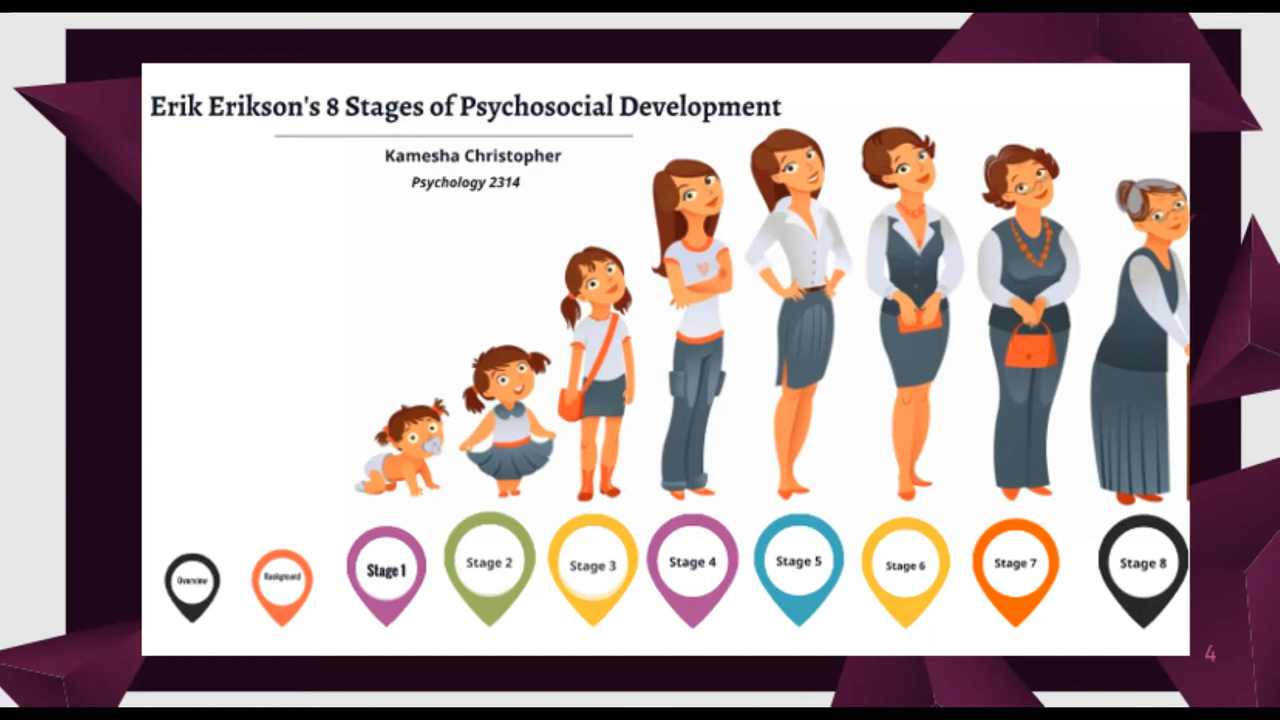 Erik Erikson's 8 Stages of Psychosocial Development
Kamesha Christopher
Psychology 2314
Overview
Background
Stage 1
Stage 2
Stage 3
Stage 4
Stage 5
Stage 6
Stage 7
Stage 8
4